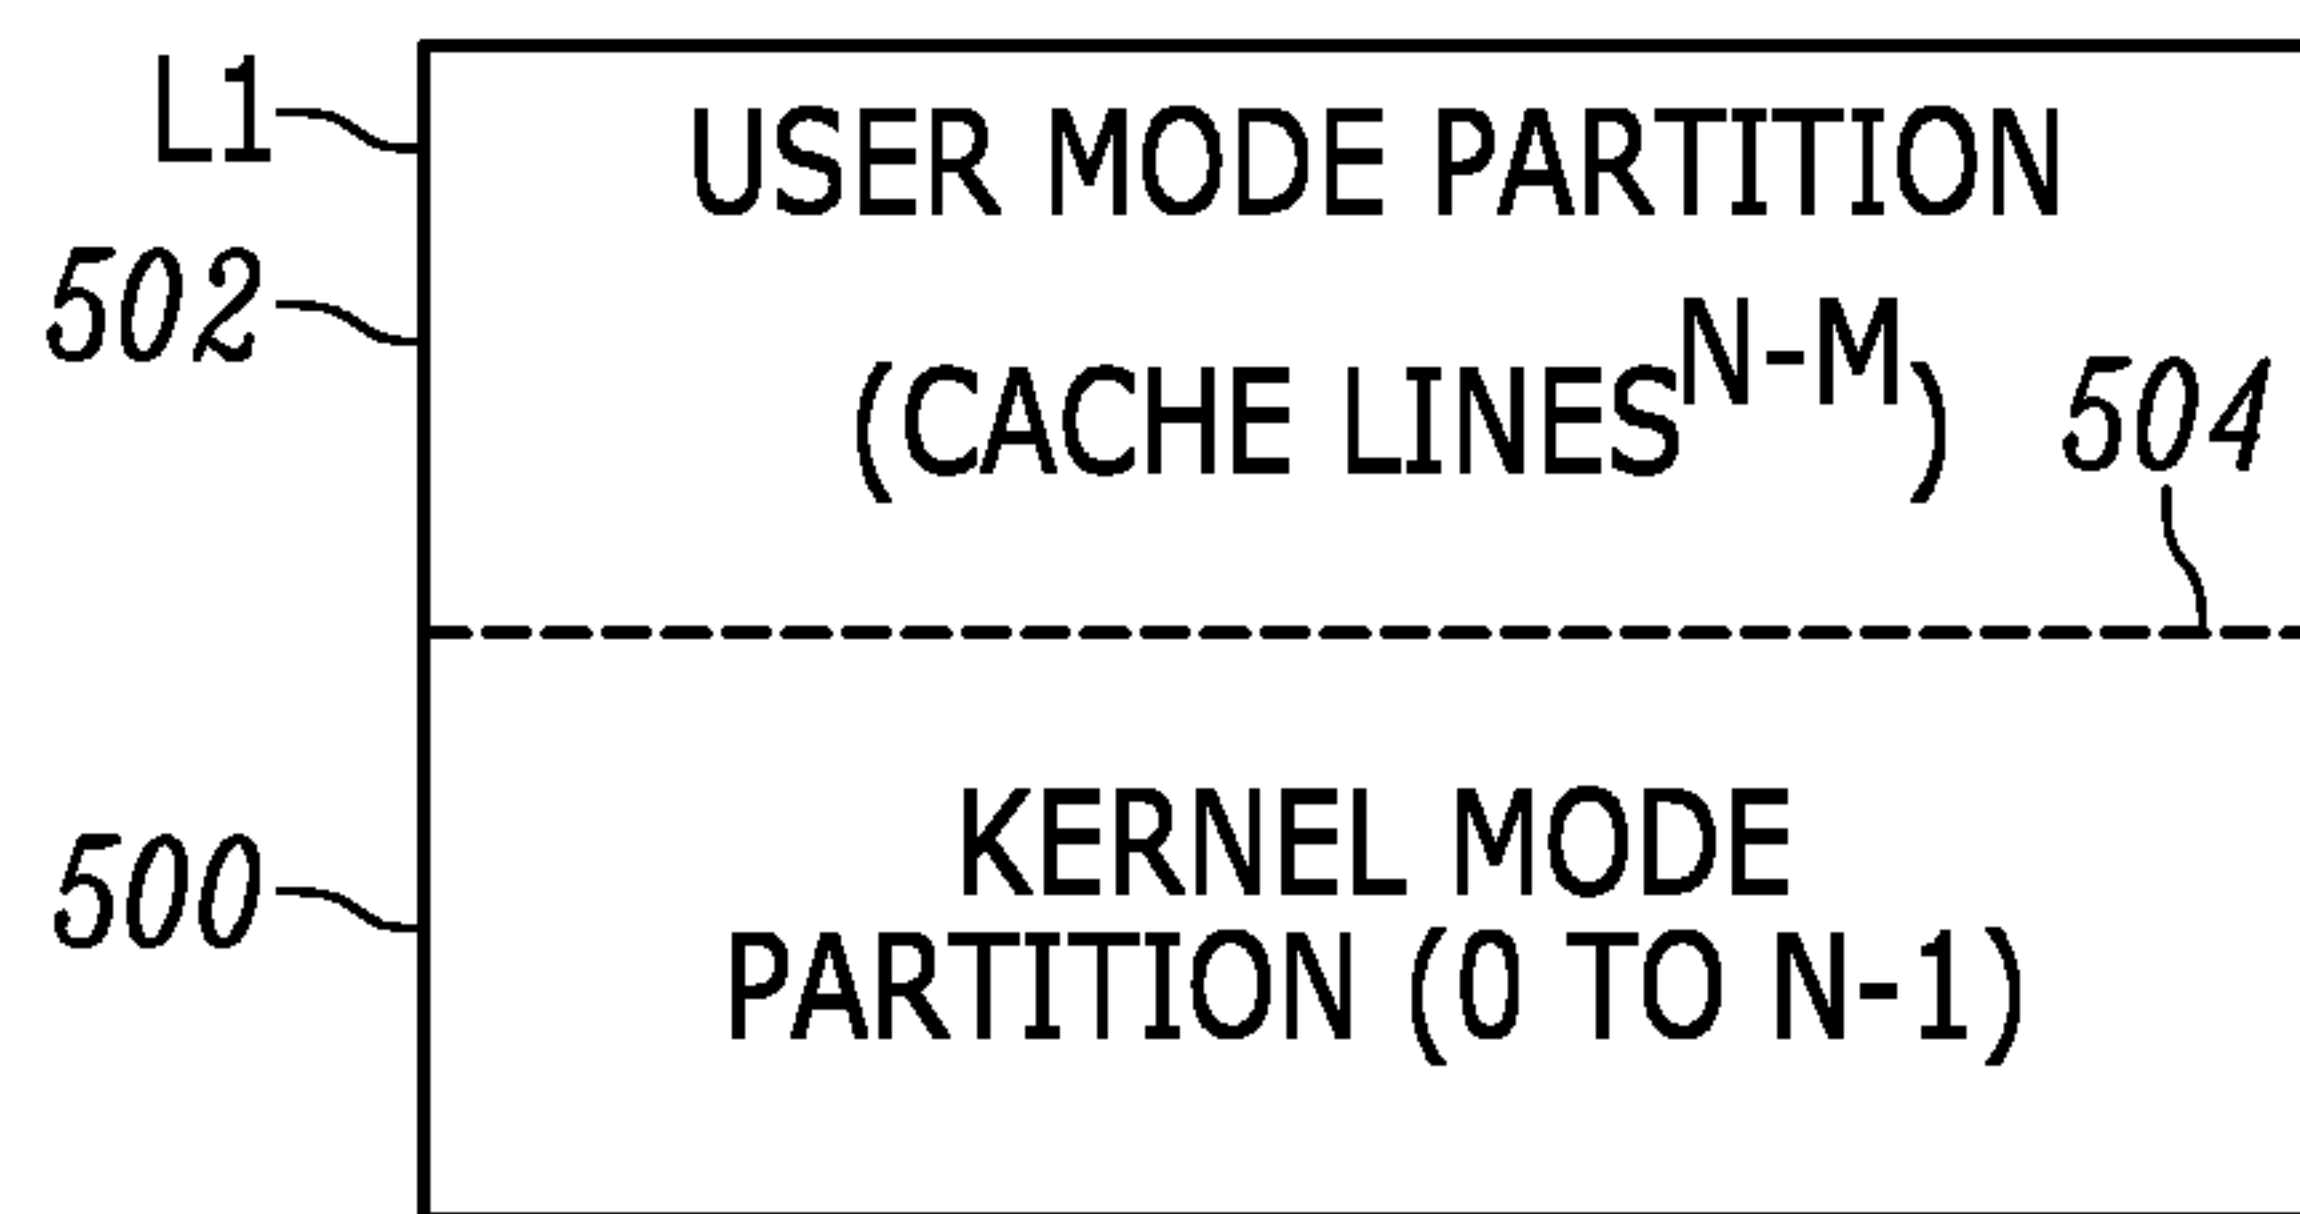 L1
USER MODE PARTITION
502
(CACHE LINES^N-M)
504
KERNEL MODE
500
PARTITION (0 TO N-1)